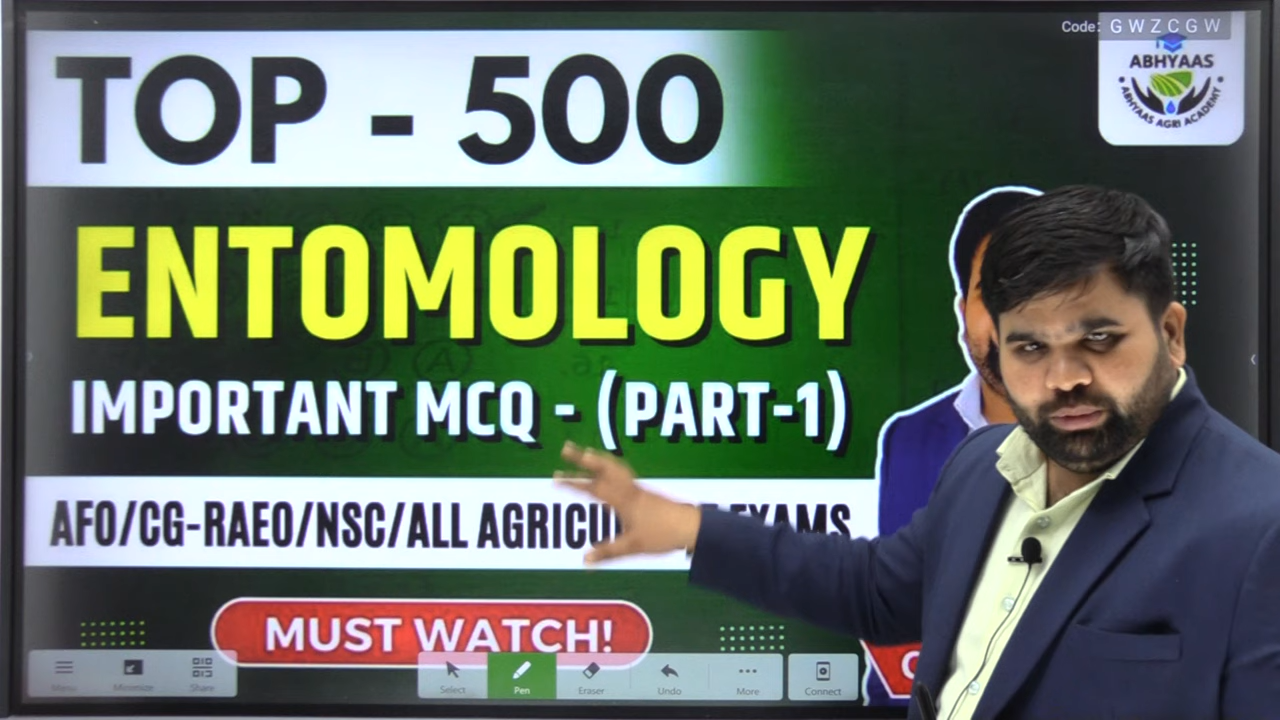 Code: GWZCGW
TOP - 500
ABHYAAS
ABHYAAS AGRI ACADEMY
ENTOMOLOGY
IMPORTANT MCQ - (PART-1)
AFO/CG-RAEO/NSC/ALL EXAMS
MUST WATCH!
Menu Minimize Share Select Pen Eraser Undo More Connect